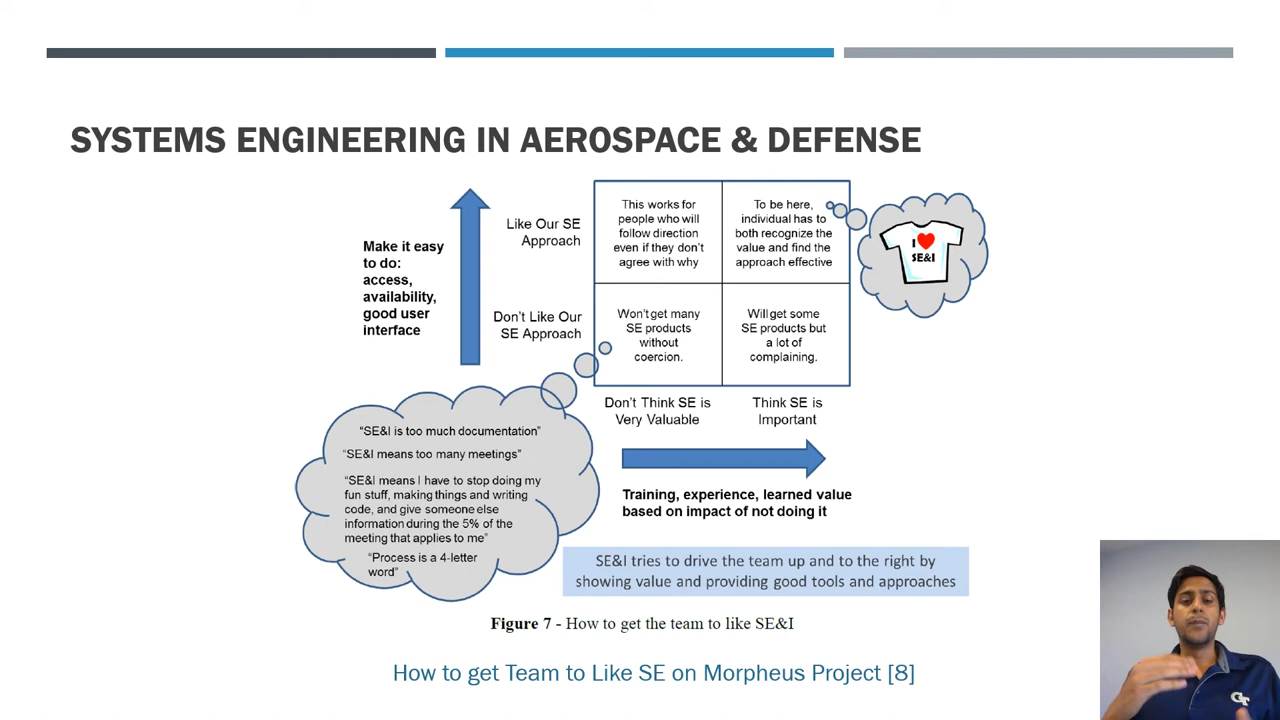 SYSTEMS ENGINEERING IN AEROSPACE & DEFENSE
Make it easy
to do:
access,
availability,
good user
interface
Like Our SE
Approach
Don't Like Our
SE Approach
This works for
people who will
follow direction
even if they don't
agree with why
To be here,
individual has to
both recognize the
value and find the
approach effective
I
SE&I
Won't get many
SE products
without
coercion.
Will get some
SE products but
a lot of
complaining.
Don't Think SE is
Very Valuable
Think SE is
Important
"SE&I is too much documentation"
"SE&I means too many meetings"
"SE&I means I have to stop doing my
fun stuff, making things and writing
code, and give someone else
information during the 5% of the
meeting that applies to me"
"Process is a 4-letter
word"
Training, experience, learned value
based on impact of not doing it
SE&I tries to drive the team up and to the right by
showing value and providing good tools and approaches
Figure 7 - How to get the team to like SE&I
How to get Team to Like SE on Morpheus Project [8]
GT